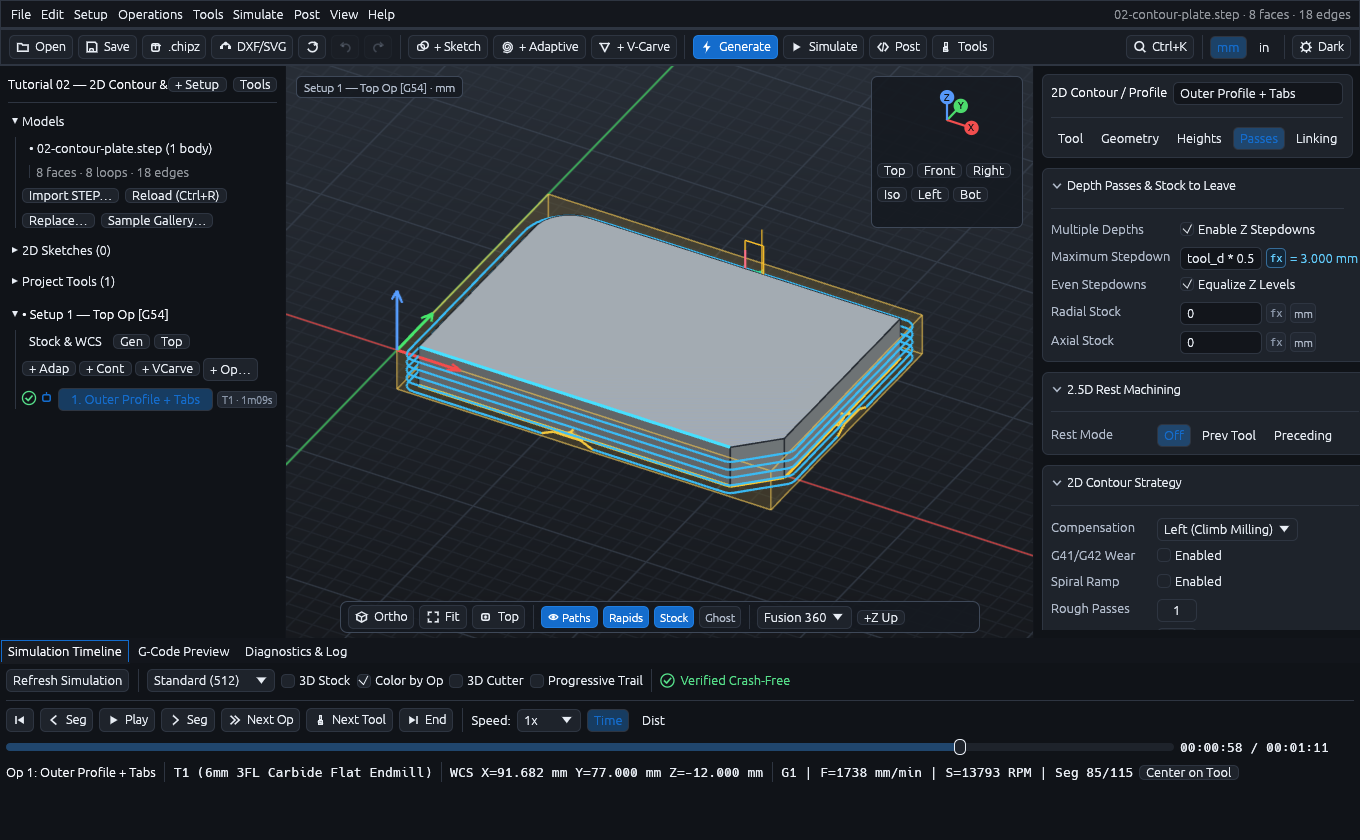 File Edit Setup Operations Tools Simulate Post View Help 02-contour-plate.step · 8 faces · 18 edges
Open Save .chipz DXF/SVG + Sketch + Adaptive + V-Carve Generate Simulate Post Tools Ctrl+K mm in Dark
Tutorial 02 — 2D Contour & + Setup Tools
Models
• 02-contour-plate.step (1 body)
8 faces · 8 loops · 18 edges
Import STEP... Reload (Ctrl+R)
Replace... Sample Gallery...
2D Sketches (0)
Project Tools (1)
• Setup 1 — Top Op [G54]
Stock & WCS Gen Top
+ Adap + Cont + VCarve + Op...
1. Outer Profile + Tabs T1 · 1m09s
Setup 1 — Top Op [G54] · mm
Z
Y
X
Top Front Right
Iso Left Bot
Ortho Fit Top Paths Rapids Stock Ghost Fusion 360 +Z Up
2D Contour / Profile Outer Profile + Tabs
Tool Geometry Heights Passes Linking
Depth Passes & Stock to Leave
Multiple Depths Enable Z Stepdowns
Maximum Stepdown tool_d * 0.5 fx = 3.000 mm
Even Stepdowns Equalize Z Levels
Radial Stock 0 fx mm
Axial Stock 0 fx mm
2.5D Rest Machining
Rest Mode Off Prev Tool Preceding
2D Contour Strategy
Compensation Left (Climb Milling)
G41/G42 Wear Enabled
Spiral Ramp Enabled
Rough Passes 1
Simulation Timeline G-Code Preview Diagnostics & Log
Refresh Simulation Standard (512) 3D Stock Color by Op 3D Cutter Progressive Trail Verified Crash-Free
Seg Play Seg Next Op Next Tool End Speed: 1x Time Dist
00:00:58 / 00:01:11
Op 1: Outer Profile + Tabs T1 (6mm 3FL Carbide Flat Endmill) WCS X=91.682 mm Y=77.000 mm Z=-12.000 mm G1 | F=1738 mm/min | S=13793 RPM | Seg 85/115 Center on Tool